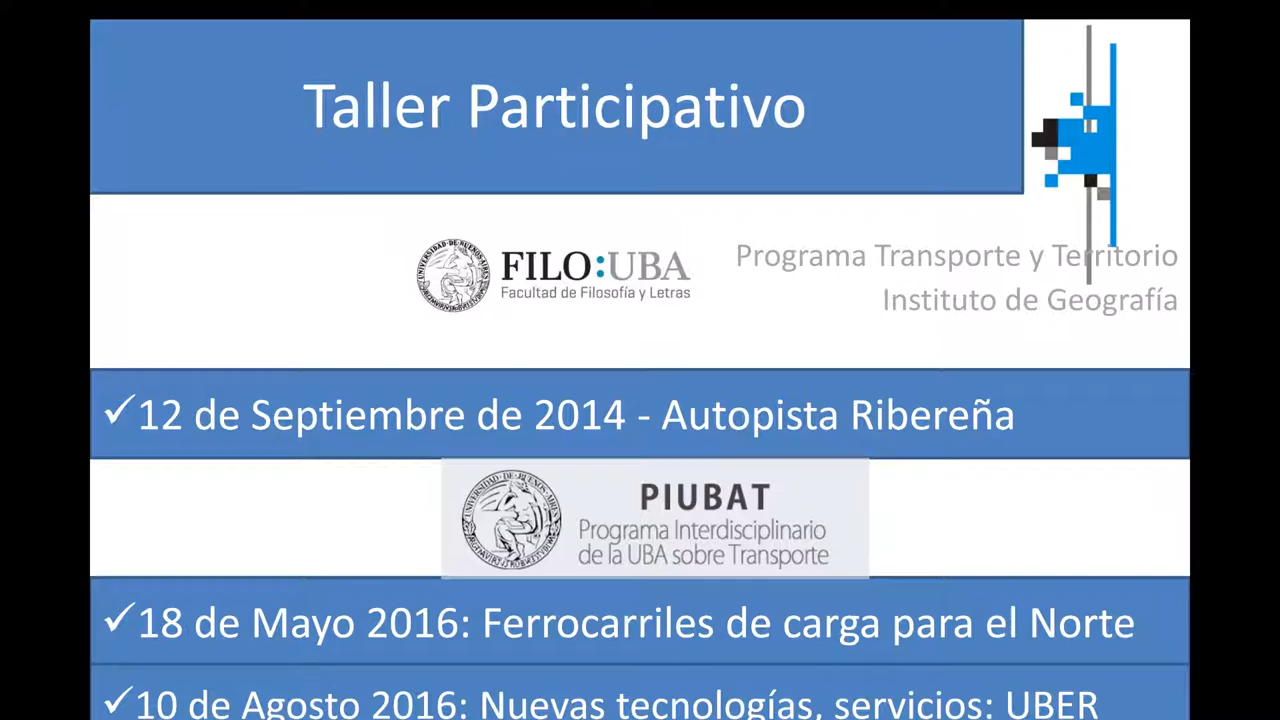 Taller Participativo
FILO:UBA
Facultad de Filosofía y Letras
Programa Transporte y Territorio
Instituto de Geografía
✓12 de Septiembre de 2014 - Autopista Ribereña
PIUBAT
Programa Interdisciplinario
de la UBA sobre Transporte
✓18 de Mayo 2016: Ferrocarriles de carga para el Norte
✓10 de Agosto 2016: Nuevas tecnologías, servicios: UBER